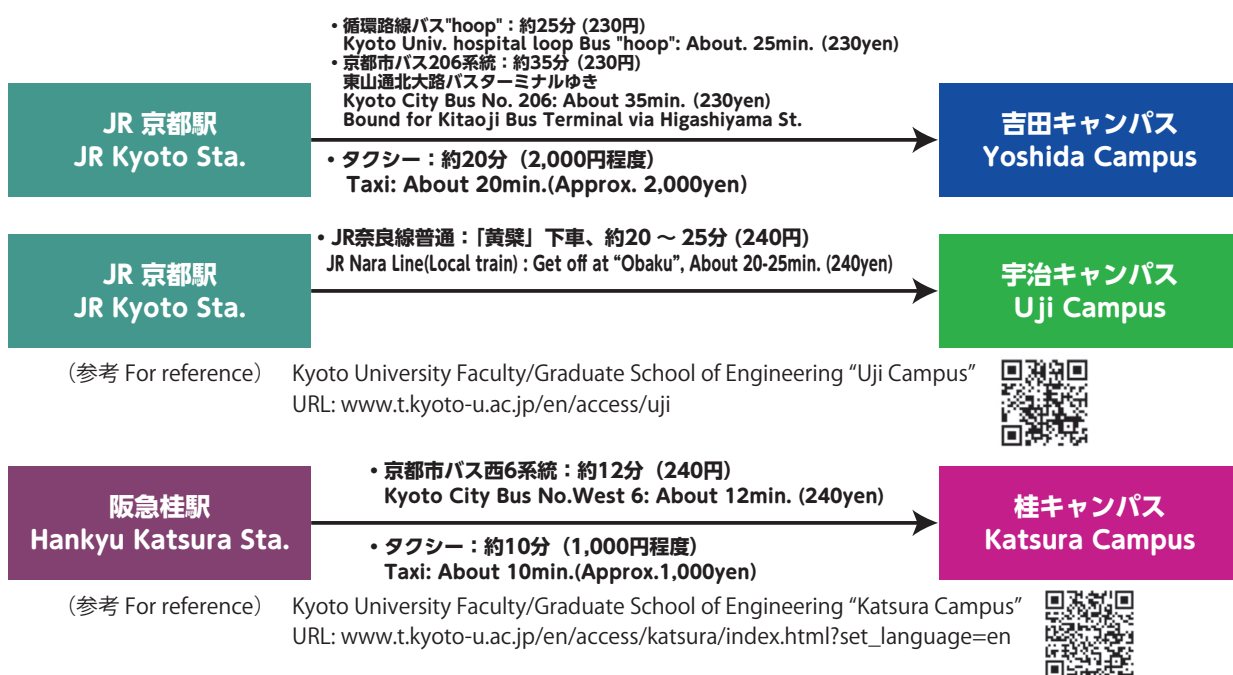 ・循環路線バス"hoop"：約25分 (230円)
Kyoto Univ. hospital loop Bus "hoop": About. 25min. (230yen)
・京都市バス206系統：約35分 (230円)
東山通北大路バスターミナルゆき
Kyoto City Bus No. 206: About 35min. (230yen)
Bound for Kitaoji Bus Terminal via Higashiyama St.
JR 京都駅
JR Kyoto Sta.
吉田キャンパス
Yoshida Campus
・タクシー：約20分（2,000円程度）
Taxi: About 20min.(Approx. 2,000yen)
・JR奈良線普通：「黄檗」下車、約20 ～ 25分 (240円)
JR Nara Line(Local train) : Get off at “Obaku”, About 20-25min. (240yen)
JR 京都駅
JR Kyoto Sta.
宇治キャンパス
Uji Campus
（参考 For reference） Kyoto University Faculty/Graduate School of Engineering “Uji Campus”
URL: www.t.kyoto-u.ac.jp/en/access/uji
・京都市バス西6系統：約12分（240円）
Kyoto City Bus No.West 6: About 12min. (240yen)
阪急桂駅
Hankyu Katsura Sta.
桂キャンパス
Katsura Campus
・タクシー：約10分（1,000円程度）
Taxi: About 10min.(Approx.1,000yen)
（参考 For reference） Kyoto University Faculty/Graduate School of Engineering “Katsura Campus”
URL: www.t.kyoto-u.ac.jp/en/access/katsura/index.html?set_language=en